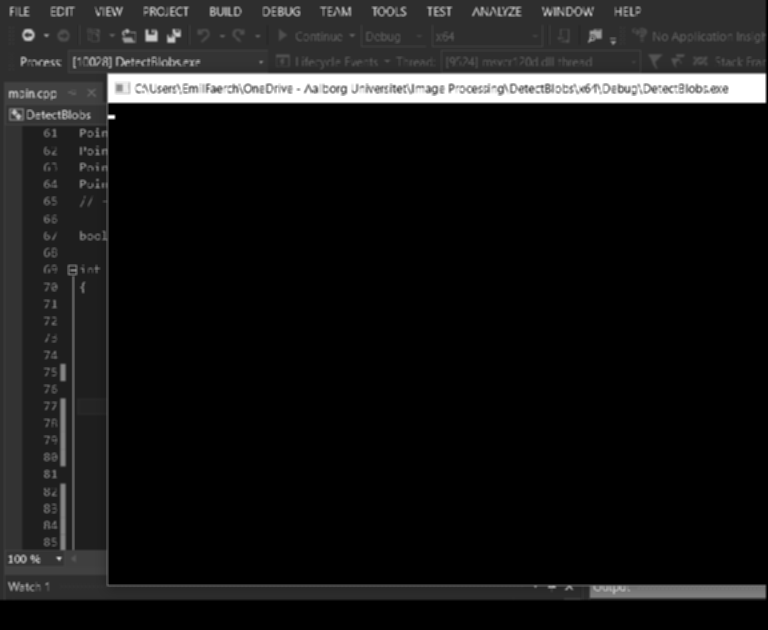 FILE EDIT VIEW PROJECT BUILD DEBUG TEAM TOOLS TEST ANALYZE WINDOW HELP
Continue Debug x64 No Application Insigh
Process: [10028] DetectBlobs.exe Lifecycle Events Thread: [9524] msvcr120d.dll thread Stack Fram
main.cpp
C:\Users\EmilFaerch\OneDrive - Aalborg Universitet\Image Processing\DetectBlobs\x64\Debug\DetectBlobs.exe
DetectBlobs
61 Poin
62 Poin
63 Poin
64 Poin
65 // -
66
67 bool
68
69 int
70 {
71
72
73
74
75
76
77
78
79
80
81
82
83
84
85
100 %
Watch 1 Output